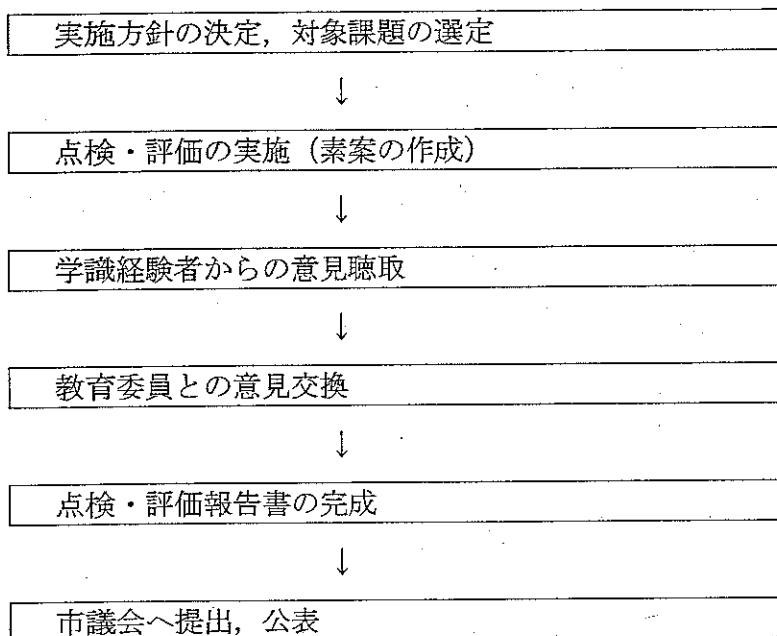 実施方針の決定，対象課題の選定
↓
点検・評価の実施（素案の作成）
↓
学識経験者からの意見聴取
↓
教育委員との意見交換
↓
点検・評価報告書の完成
↓
市議会へ提出，公表